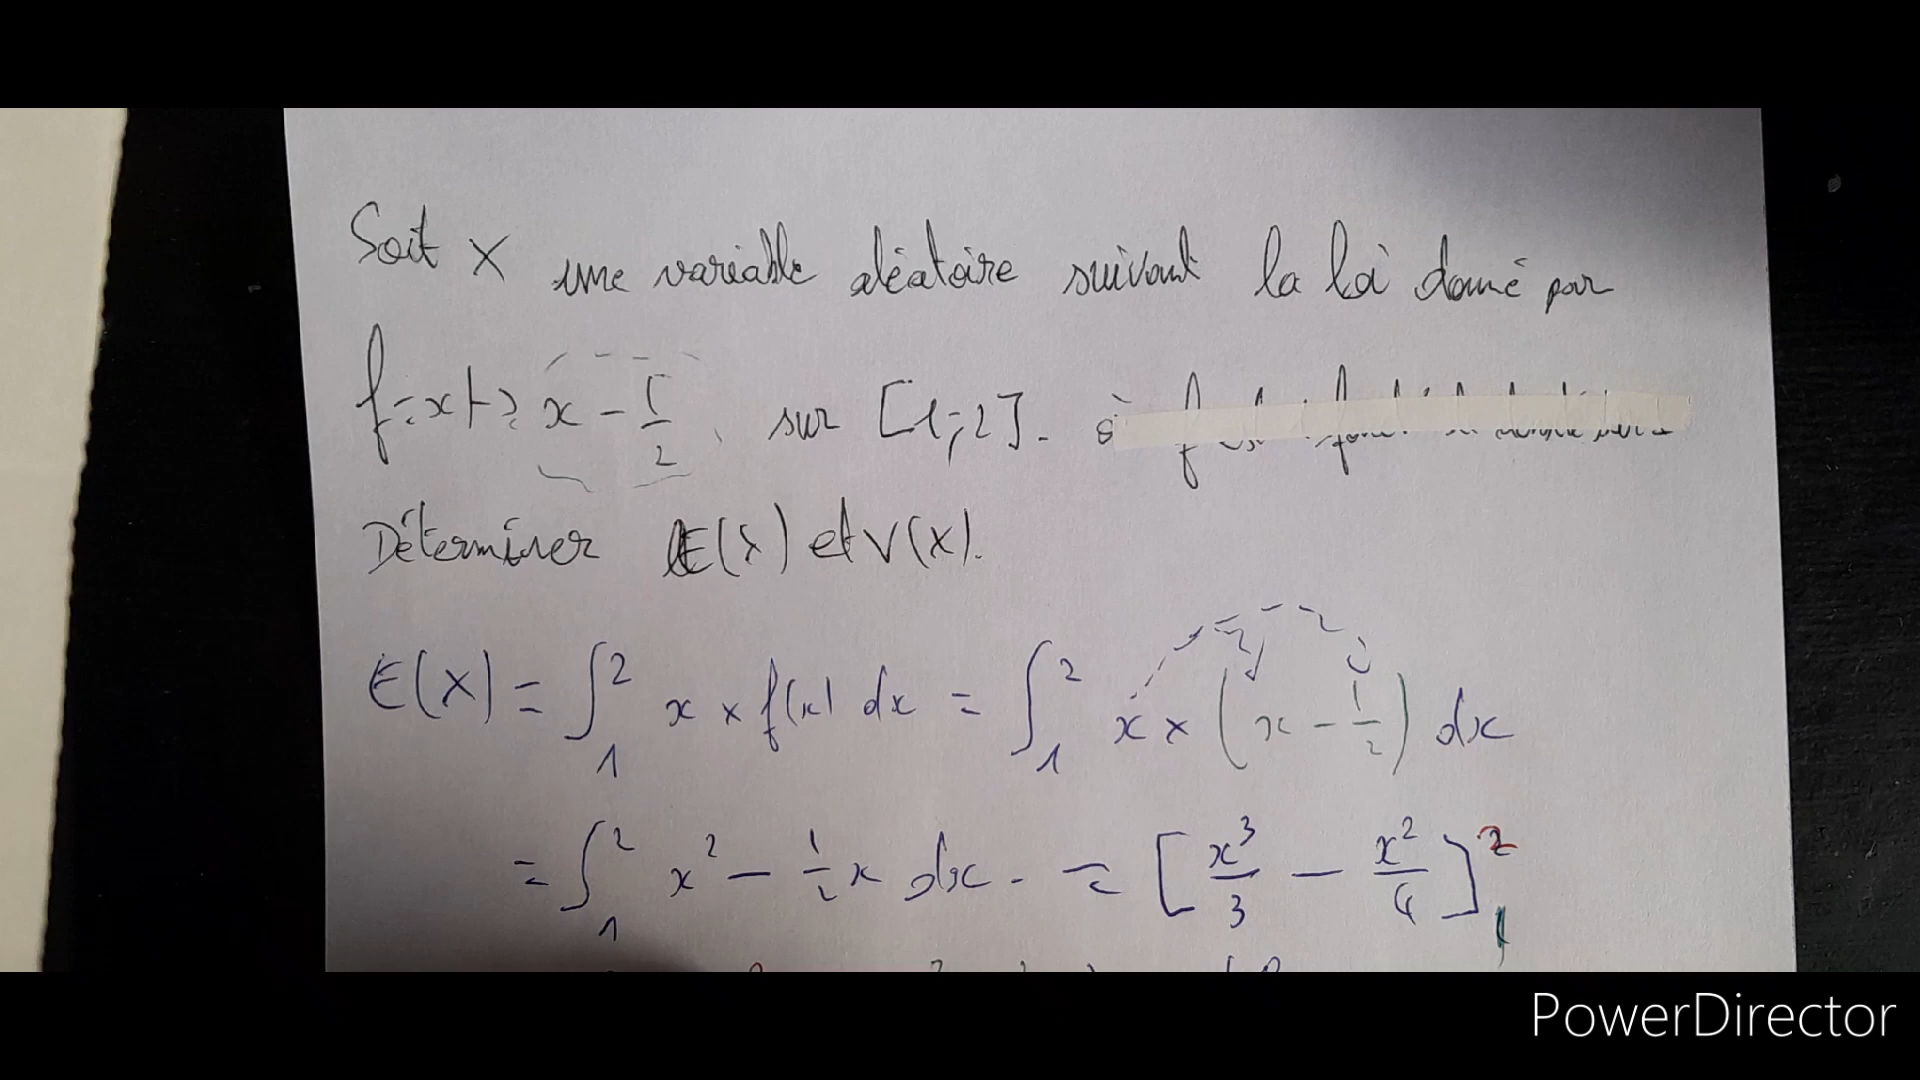 Soit X une variable aléatoire suivant la loi donné par
f : x ↦ x - 1/2 sur [1;2].
Déterminer E(X) et V(X).
E(X) = ∫₁² x × f(x) dx = ∫₁² x × (x - 1/2) dx
= ∫₁² x² - 1/2 x dx. = [x³/3 - x²/4]₁²
PowerDirector